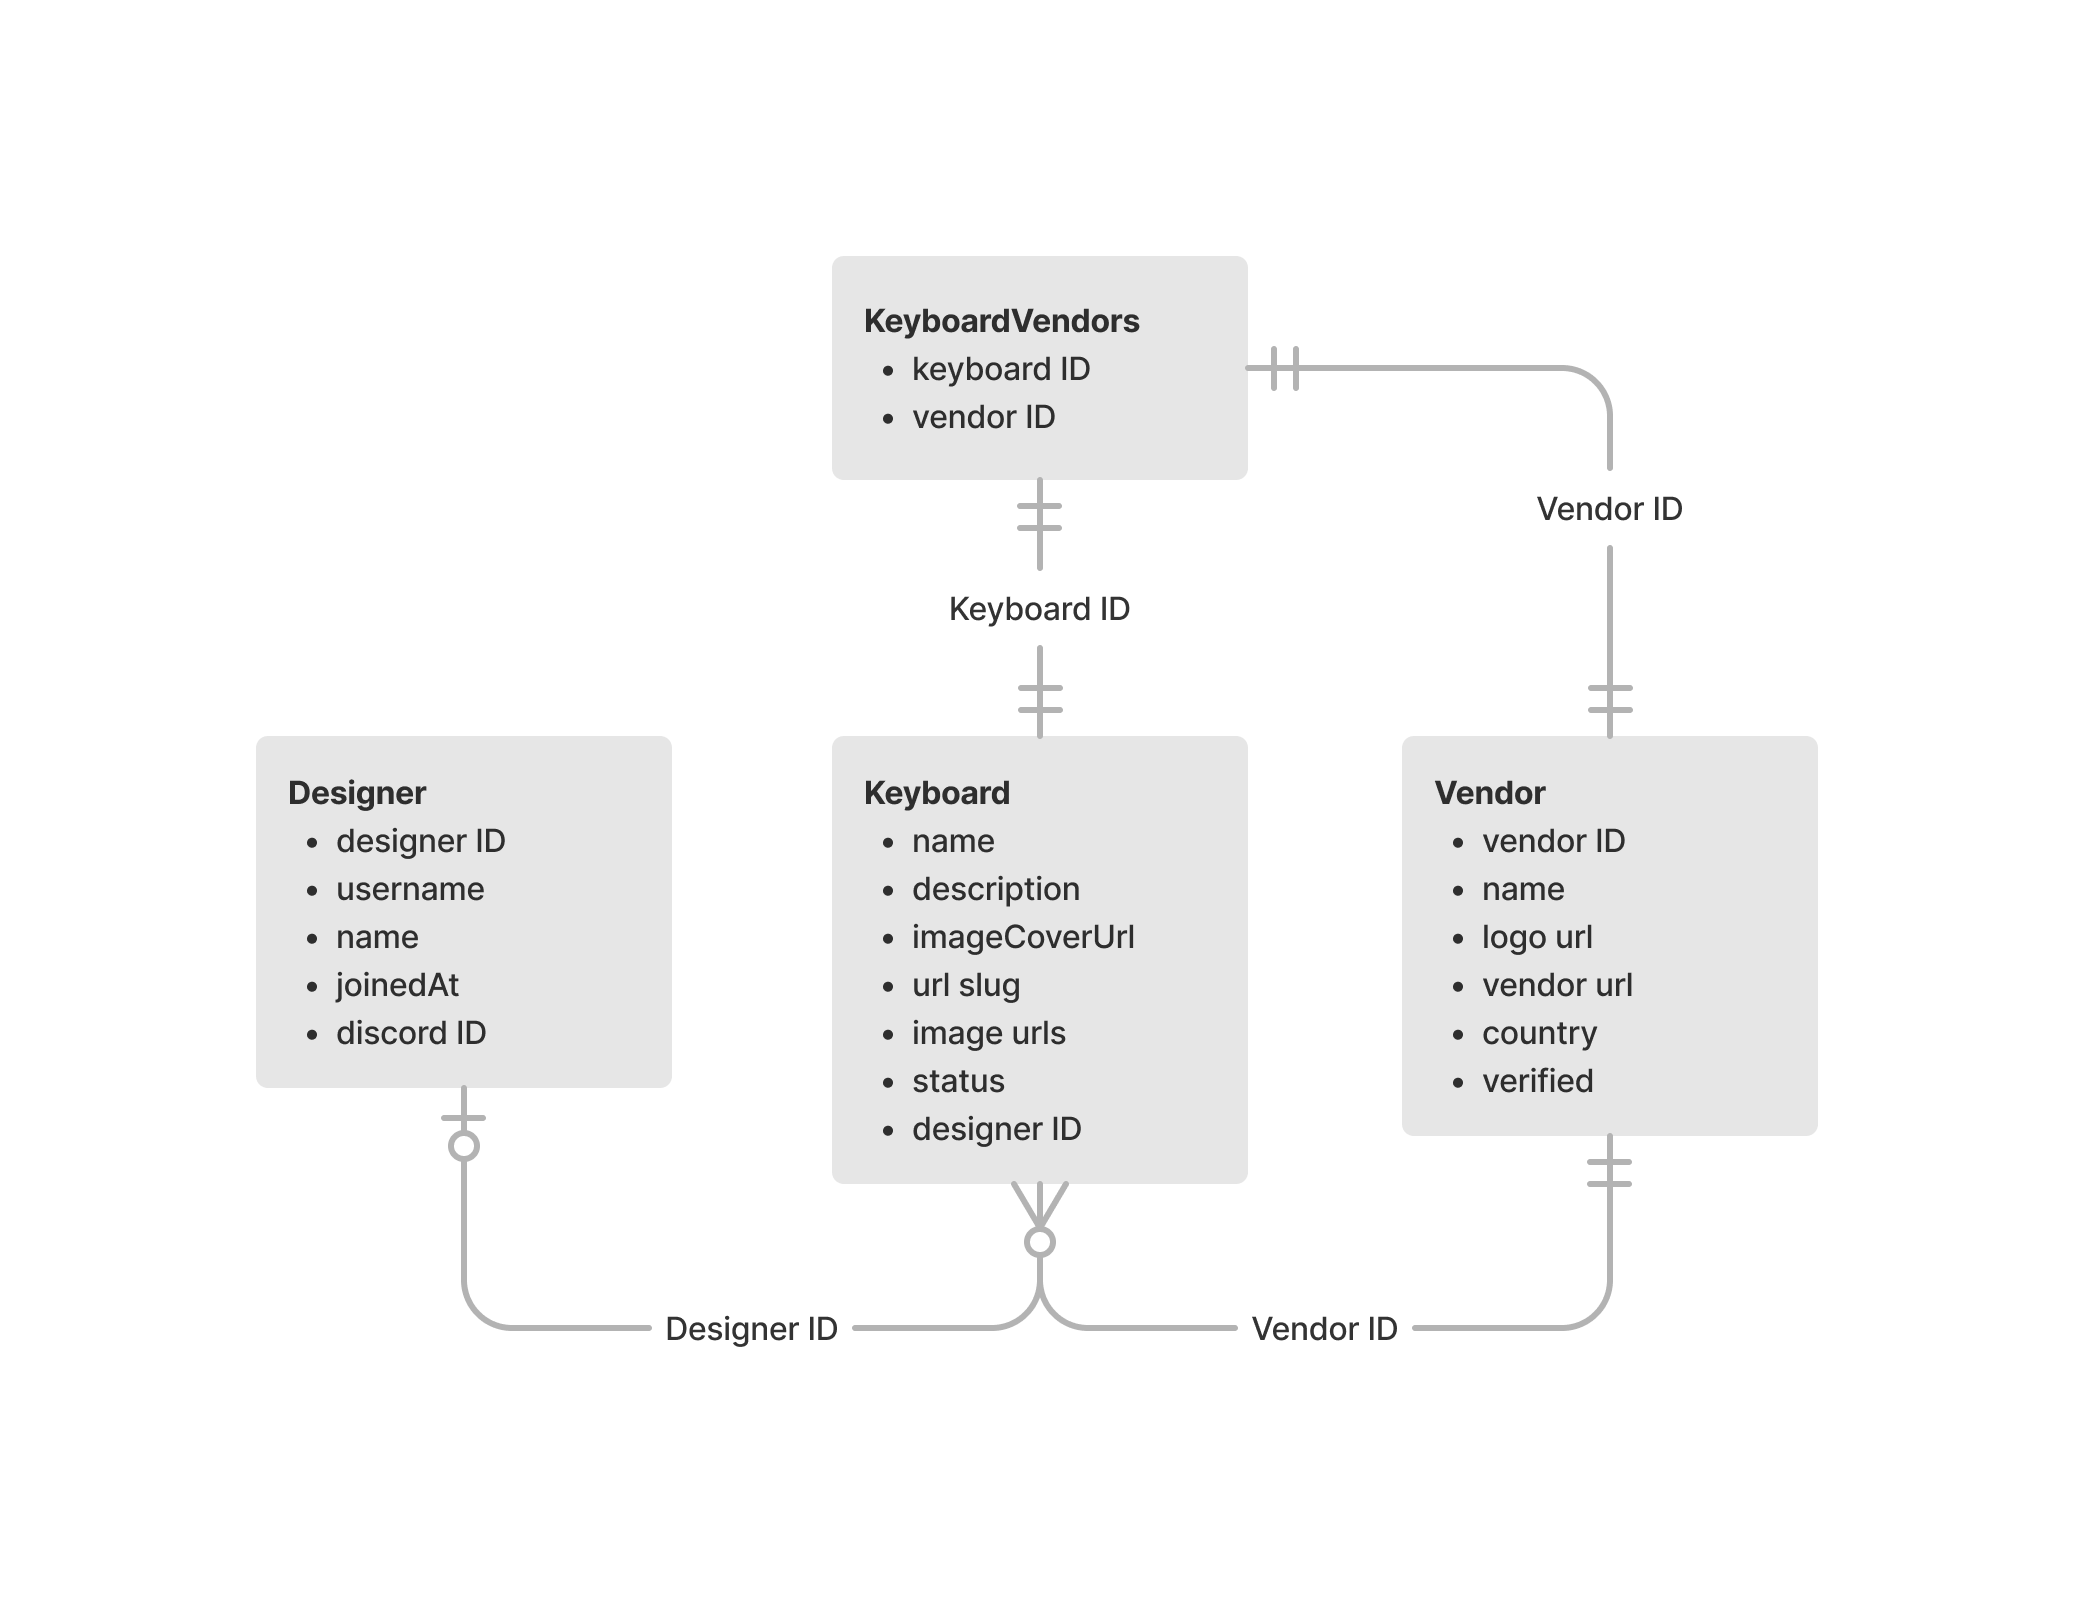 KeyboardVendors
• keyboard ID
• vendor ID
Vendor ID
Keyboard ID
Designer
• designer ID
• username
• name
• joinedAt
• discord ID
Keyboard
• name
• description
• imageCoverUrl
• url slug
• image urls
• status
• designer ID
Vendor
• vendor ID
• name
• logo url
• vendor url
• country
• verified
Designer ID
Vendor ID